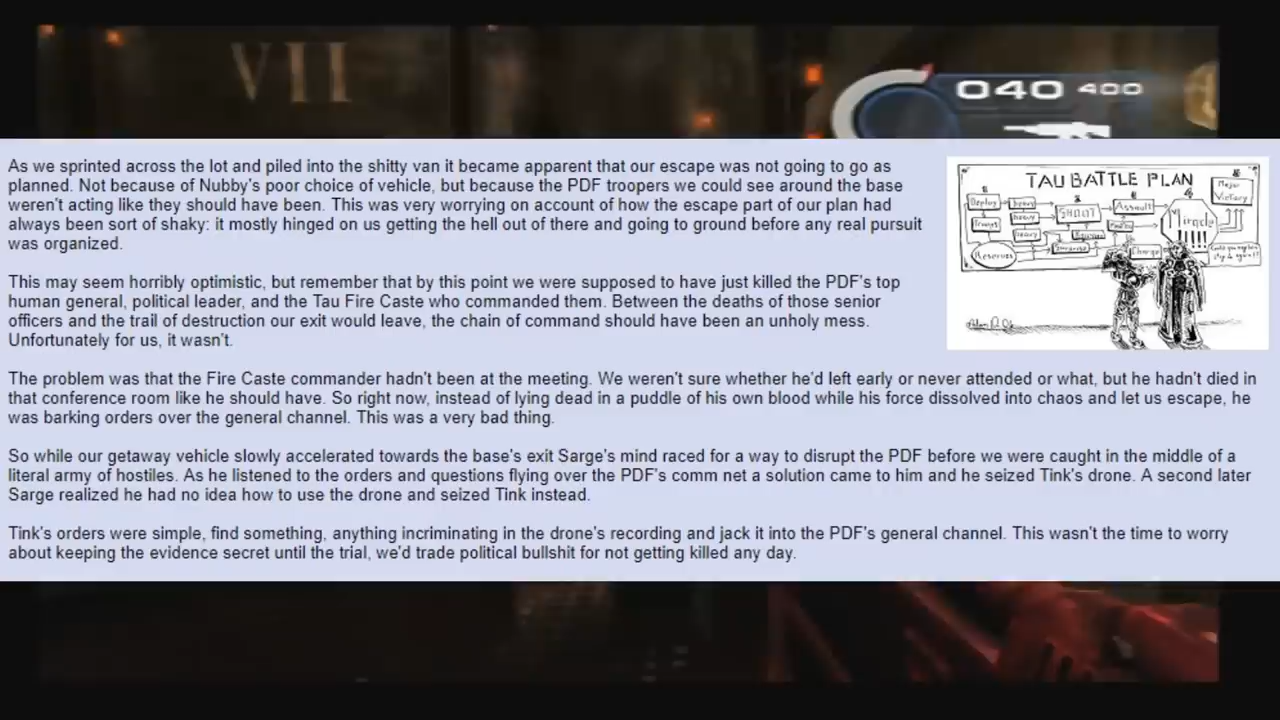 VII
040 400
As we sprinted across the lot and piled into the shitty van it became apparent that our escape was not going to go as
planned. Not because of Nubby's poor choice of vehicle, but because the PDF troopers we could see around the base
weren't acting like they should have been. This was very worrying on account of how the escape part of our plan had
always been sort of shaky: it mostly hinged on us getting the hell out of there and going to ground before any real pursuit
was organized.
TAU BATTLE PLAN
Deploy
Troops
Reserves
heavy
heavy
heavy
SHOOT
Assault
Charge
Miracle
!!!!
Major
Victory
This may seem horribly optimistic, but remember that by this point we were supposed to have just killed the PDF's top
human general, political leader, and the Tau Fire Caste who commanded them. Between the deaths of those senior
officers and the trail of destruction our exit would leave, the chain of command should have been an unholy mess.
Unfortunately for us, it wasn't.
The problem was that the Fire Caste commander hadn't been at the meeting. We weren't sure whether he'd left early or never attended or what, but he hadn't died in
that conference room like he should have. So right now, instead of lying dead in a puddle of his own blood while his force dissolved into chaos and let us escape, he
was barking orders over the general channel. This was a very bad thing.
So while our getaway vehicle slowly accelerated towards the base's exit Sarge's mind raced for a way to disrupt the PDF before we were caught in the middle of a
literal army of hostiles. As he listened to the orders and questions flying over the PDF's comm net a solution came to him and he seized Tink's drone. A second later
Sarge realized he had no idea how to use the drone and seized Tink instead.
Tink's orders were simple, find something, anything incriminating in the drone's recording and jack it into the PDF's general channel. This wasn't the time to worry
about keeping the evidence secret until the trial, we'd trade political bullshit for not getting killed any day.